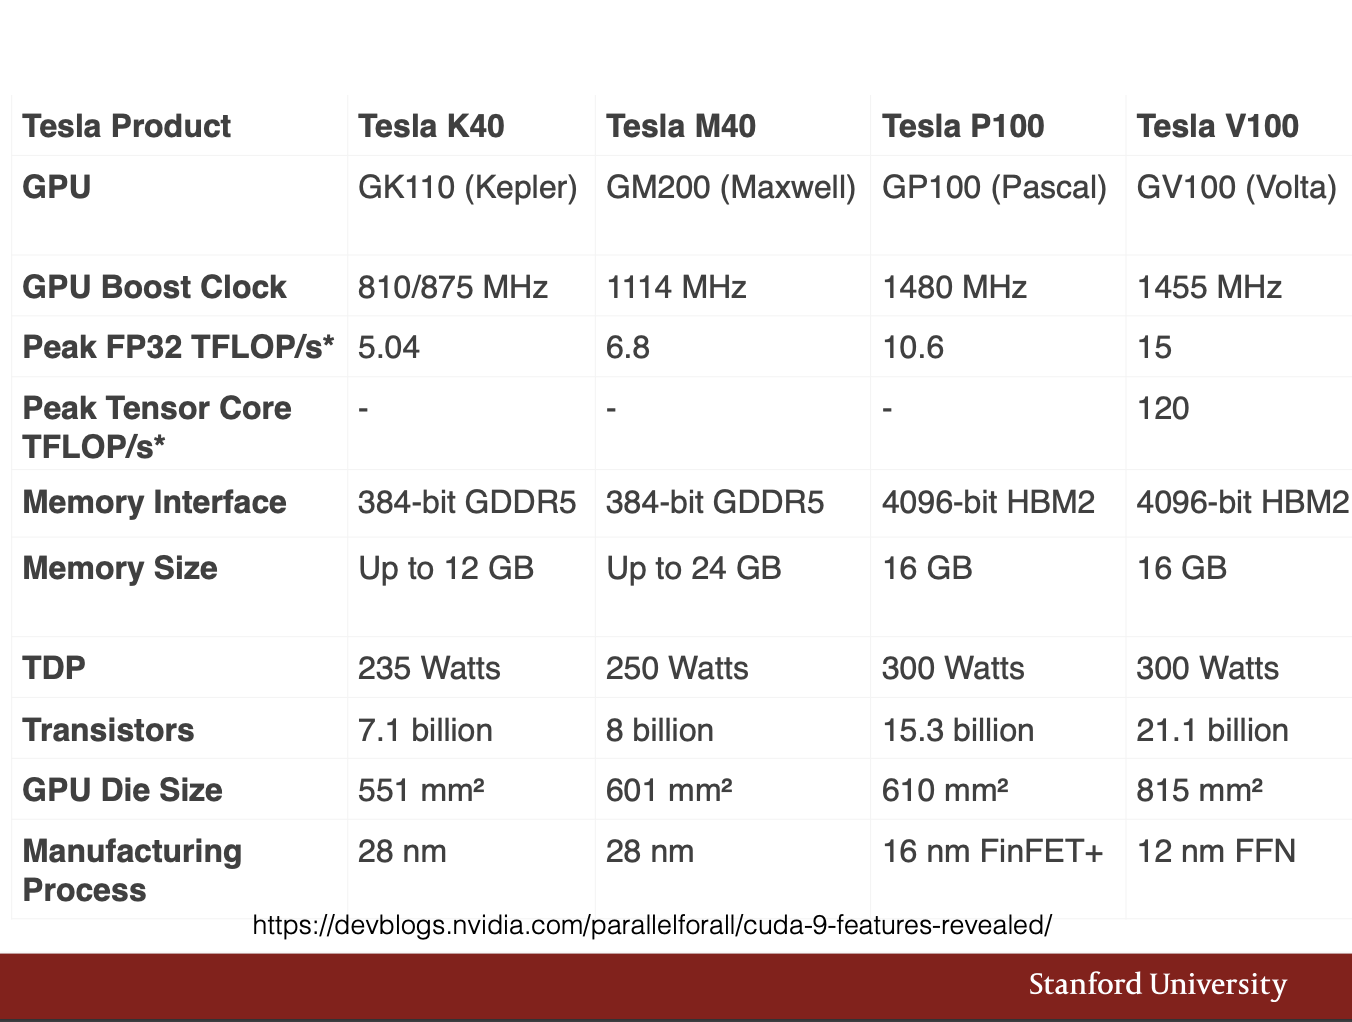 Tesla Product Tesla K40 Tesla M40 Tesla P100 Tesla V100
GPU GK110 (Kepler) GM200 (Maxwell) GP100 (Pascal) GV100 (Volta)
GPU Boost Clock 810/875 MHz 1114 MHz 1480 MHz 1455 MHz
Peak FP32 TFLOP/s* 5.04 6.8 10.6 15
Peak Tensor Core - - - 120
TFLOP/s*
Memory Interface 384-bit GDDR5 384-bit GDDR5 4096-bit HBM2 4096-bit HBM2
Memory Size Up to 12 GB Up to 24 GB 16 GB 16 GB
TDP 235 Watts 250 Watts 300 Watts 300 Watts
Transistors 7.1 billion 8 billion 15.3 billion 21.1 billion
GPU Die Size 551 mm² 601 mm² 610 mm² 815 mm²
Manufacturing 28 nm 28 nm 16 nm FinFET+ 12 nm FFN
Process
https://devblogs.nvidia.com/parallelforall/cuda-9-features-revealed/
Stanford University